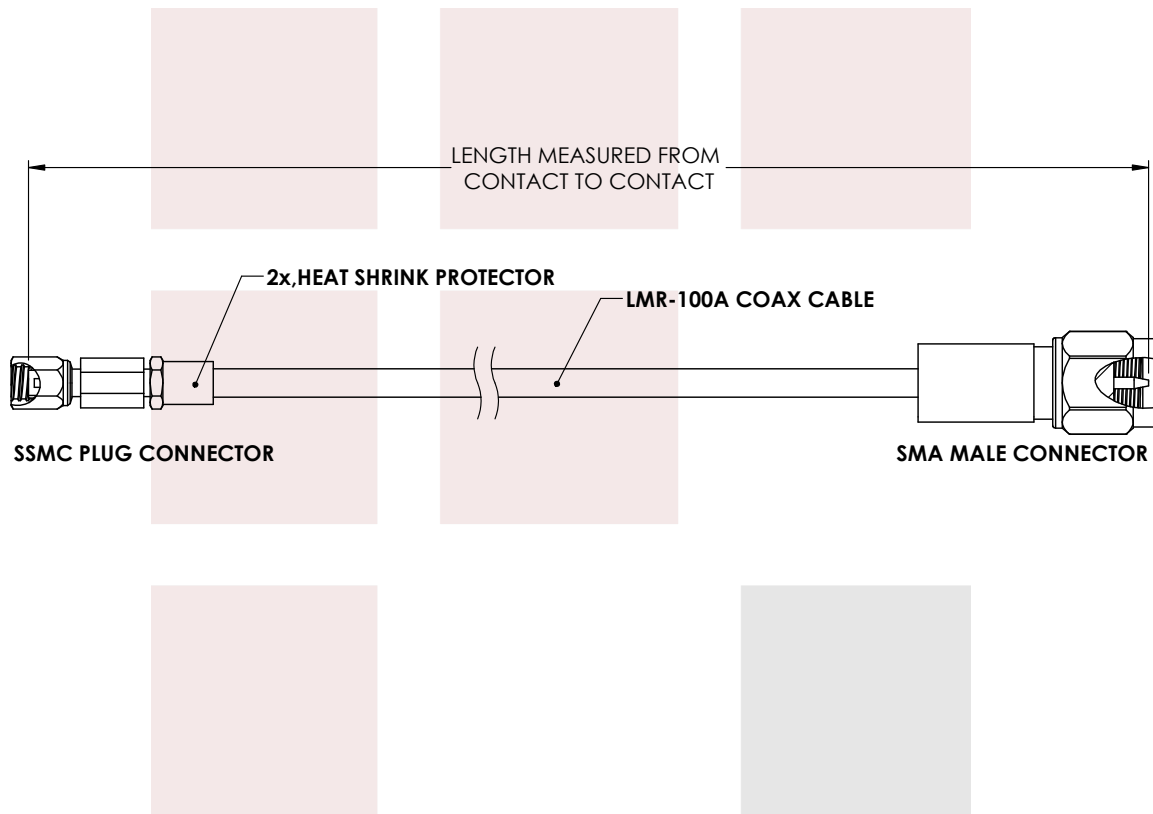 LENGTH MEASURED FROM
CONTACT TO CONTACT
2x,HEAT SHRINK PROTECTOR
LMR-100A COAX CABLE
SSMC PLUG CONNECTOR
SMA MALE CONNECTOR